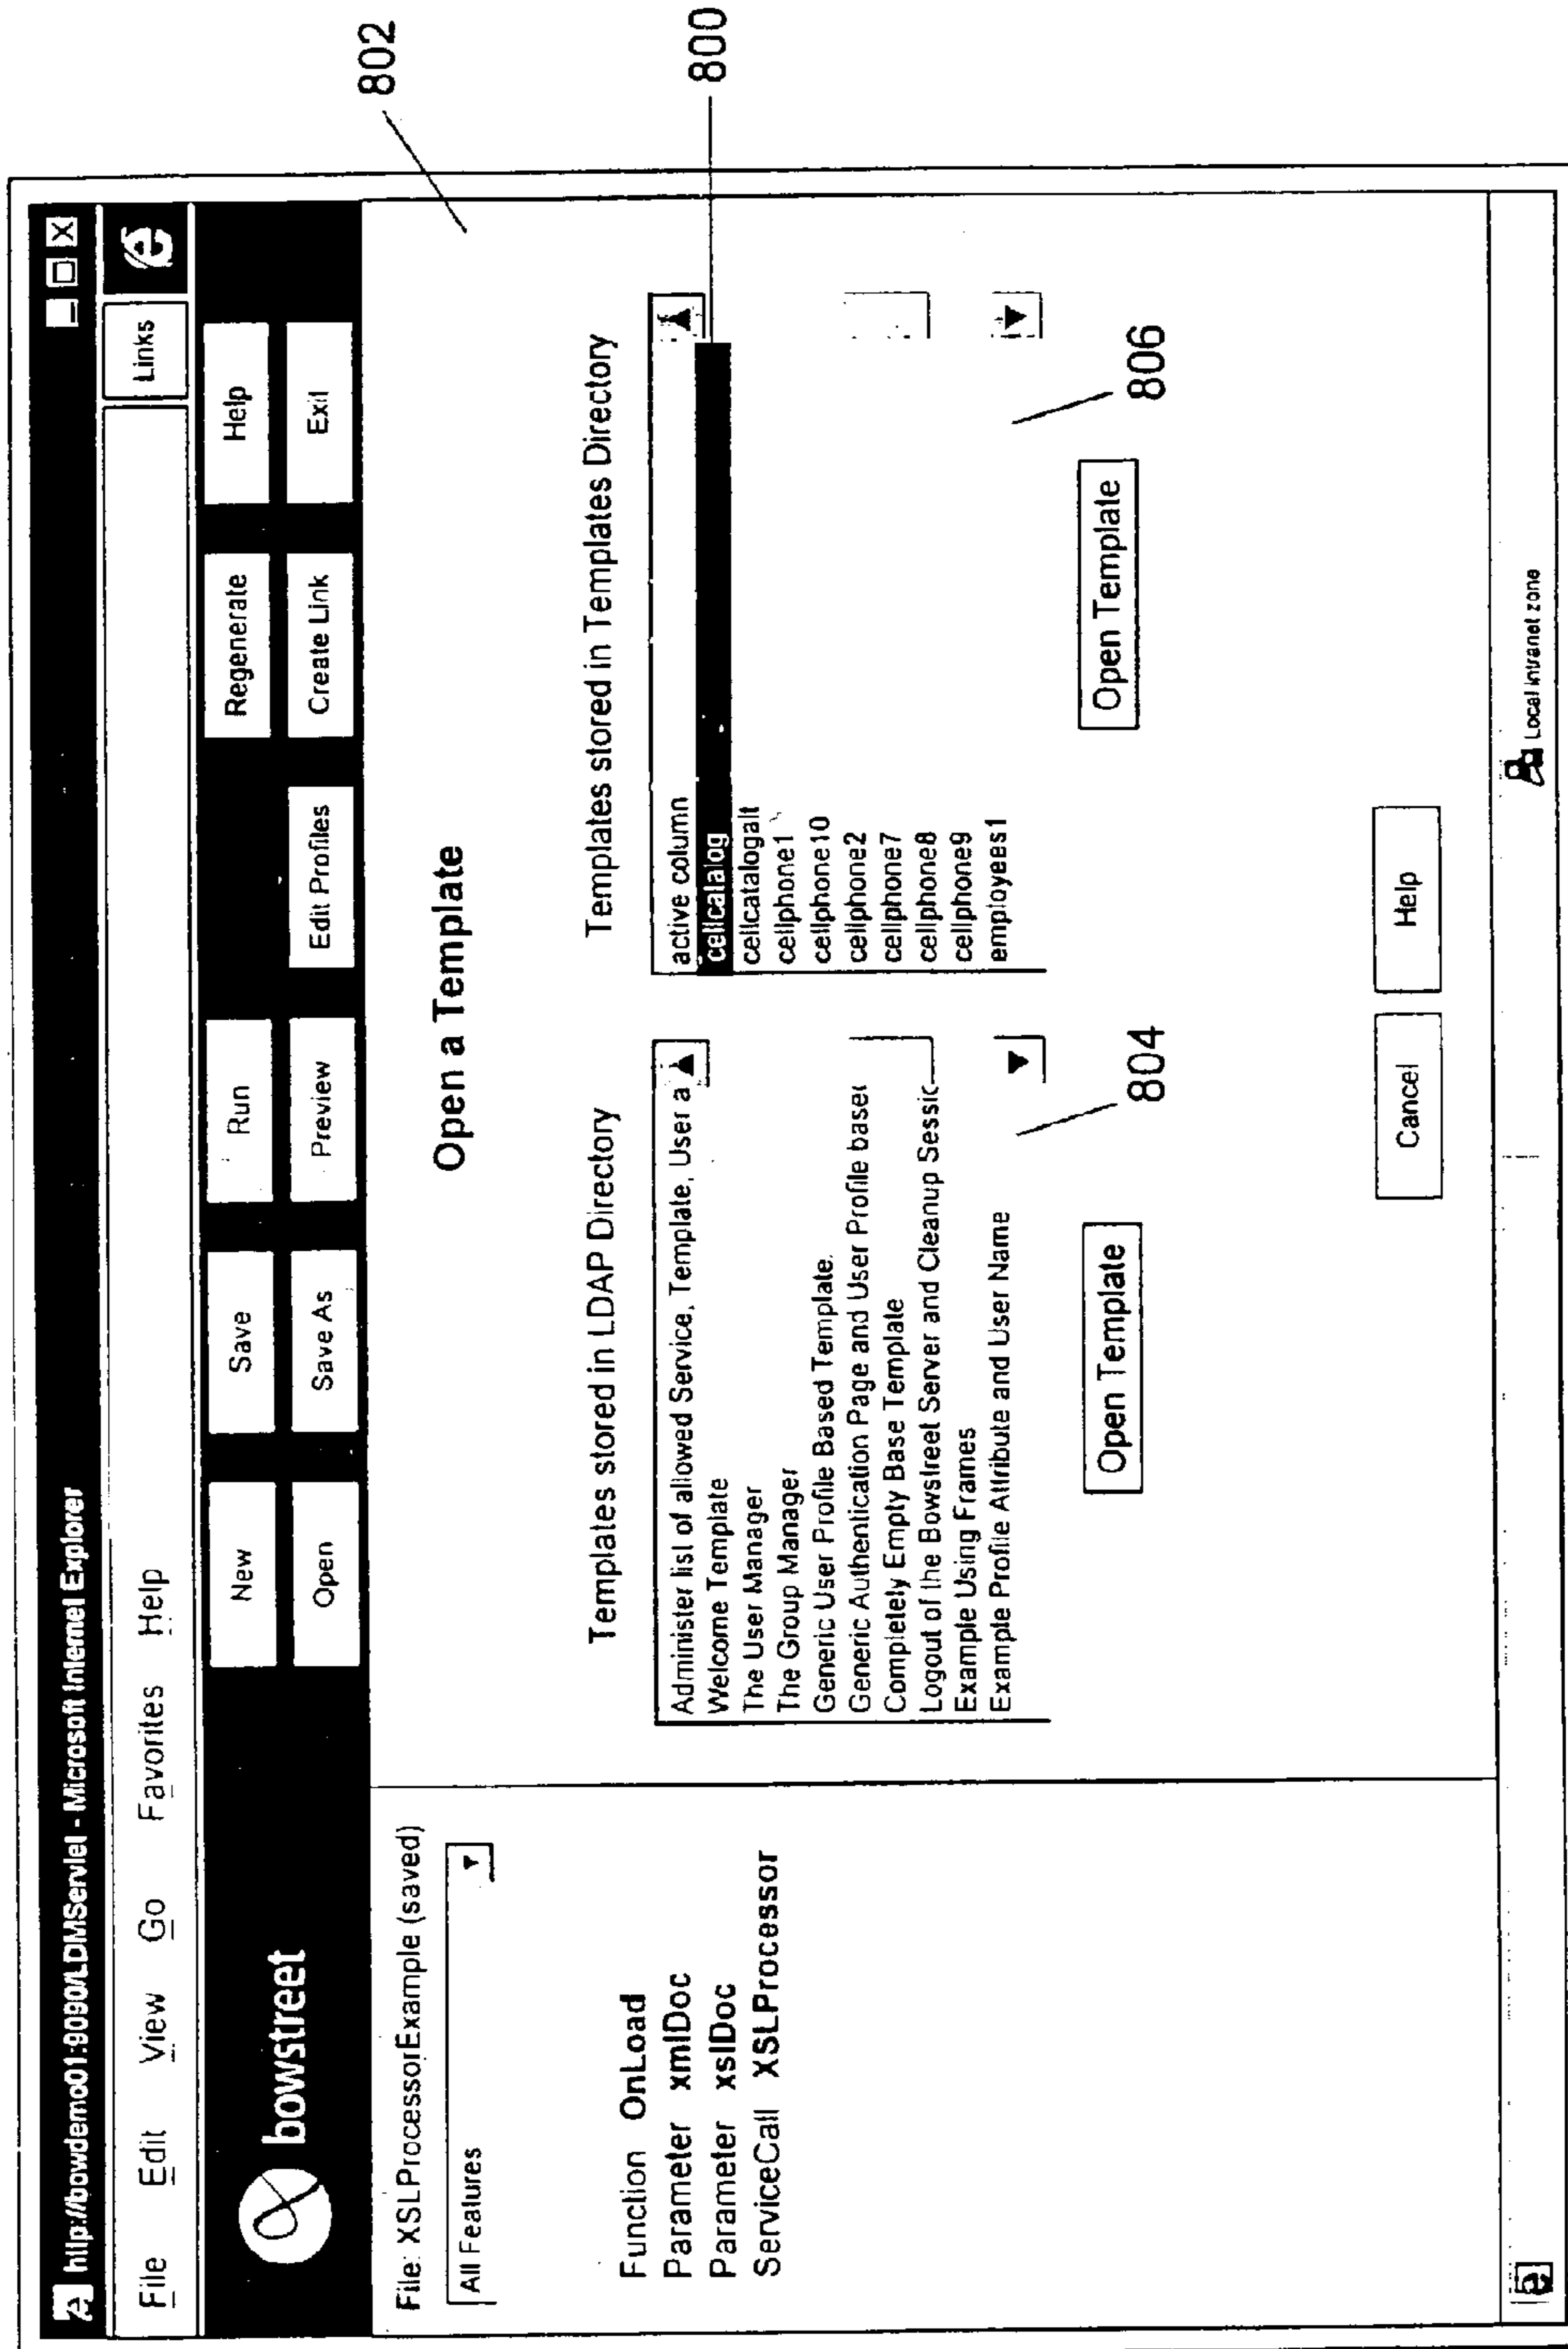 http://bowdemo01:9090/LDMServlet - Microsoft Internet Explorer
File Edit View Go Favorites Help
Links
bowstreet
New Save Run Regenerate Help
Open Save As Preview Edit Profiles Create Link Exit
File: XSLProcessorExample (saved)
All Features
Function OnLoad
Parameter xmlDoc
Parameter xslDoc
ServiceCall XSLProcessor
Open a Template
Templates stored in LDAP Directory
Administer list of allowed Service, Template, User a
Welcome Template
The User Manager
The Group Manager
Generic User Profile Based Template.
Generic Authentication Page and User Profile based
Completely Empty Base Template
Logout of the Bowstreet Server and Cleanup Sessic
Example Using Frames
Example Profile Attribute and User Name
Open Template
Templates stored in Templates Directory
active column
cellcatalog
cellcatalogalt
cellphone1
cellphone10
cellphone2
cellphone7
cellphone8
cellphone9
employees1
Open Template
Cancel Help
Local intranet zone
802
800
804
806